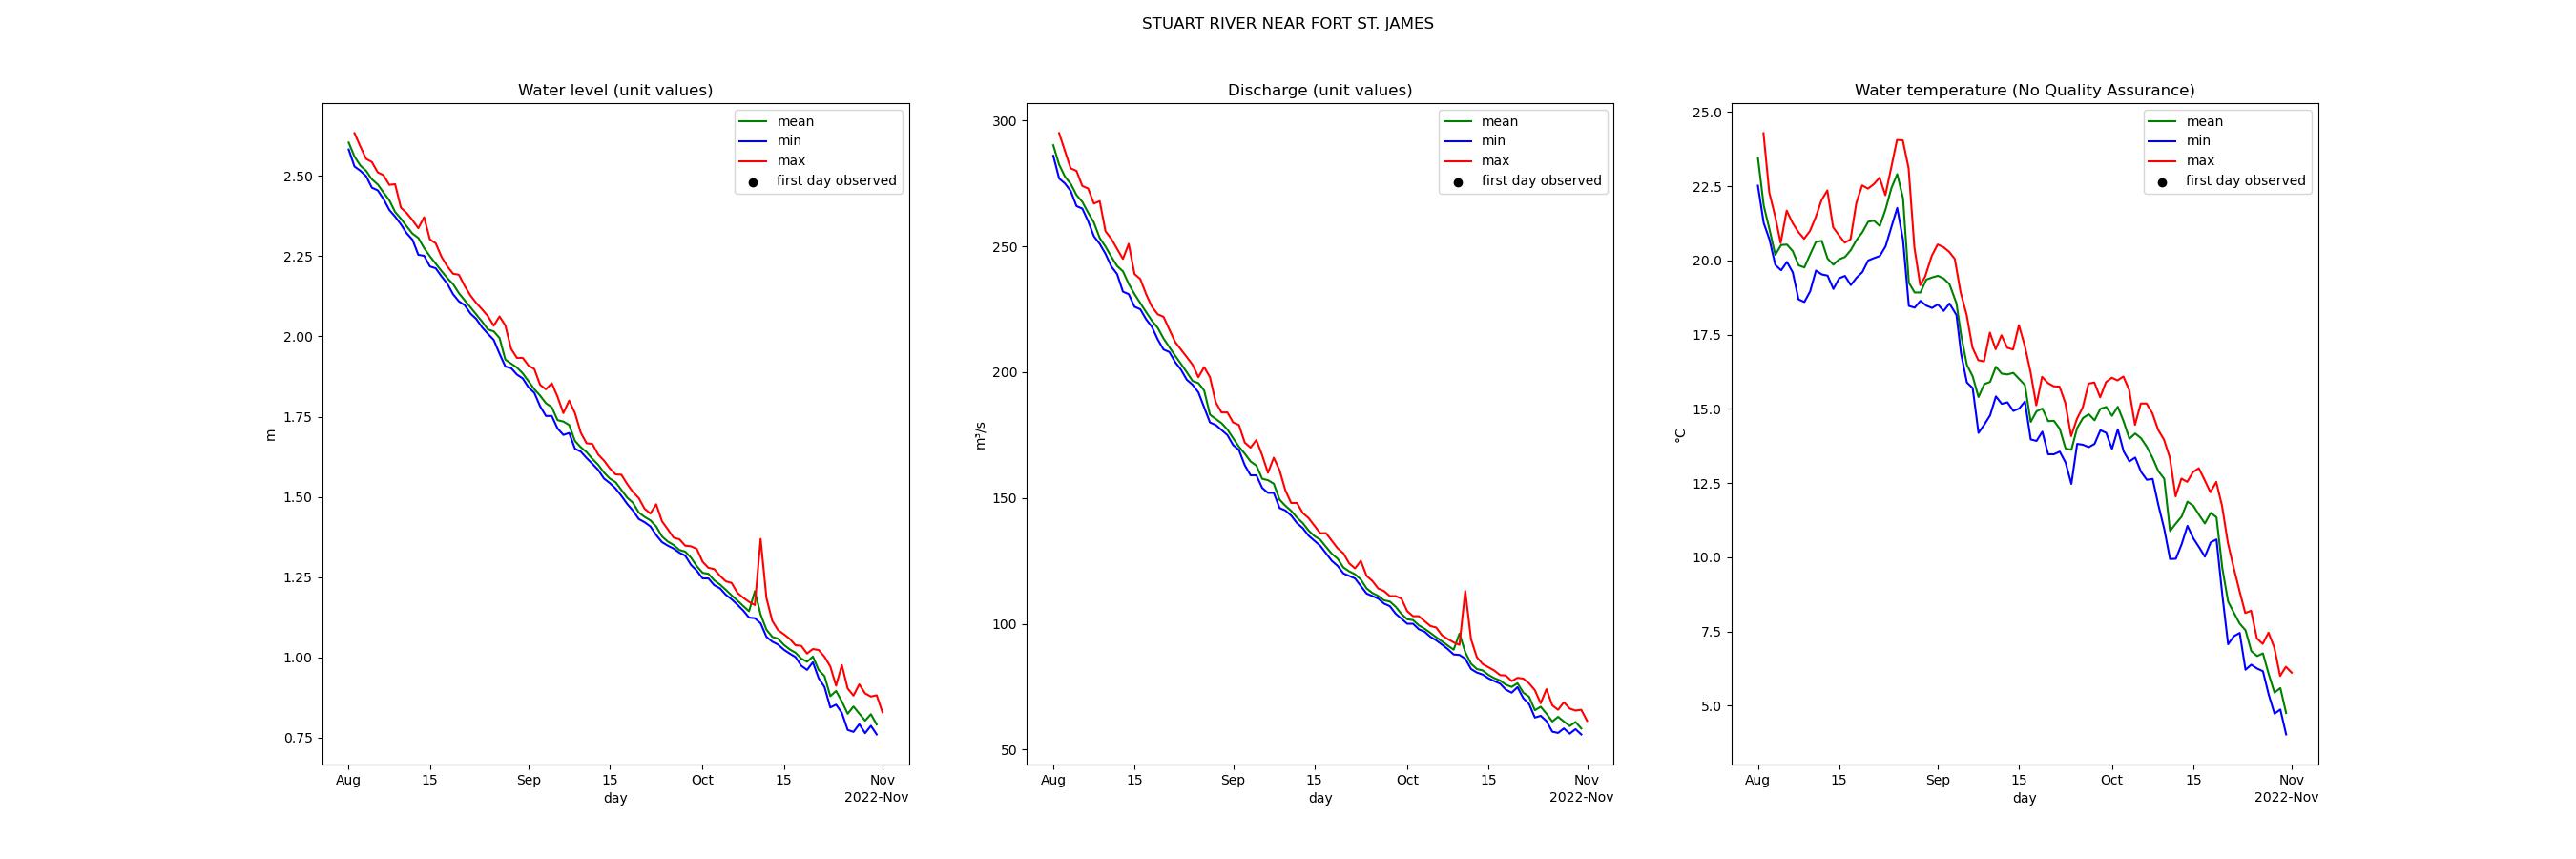 STUART RIVER NEAR FORT ST. JAMES
Water level (unit values)
mean
min
max
first day observed
2.50
2.25
2.00
1.75
1.50
1.25
1.00
0.75
m
Aug
15
Sep
15
Oct
15
Nov
day
2022-Nov
Discharge (unit values)
mean
min
max
first day observed
300
250
200
150
100
50
m³/s
Aug
15
Sep
15
Oct
15
Nov
day
2022-Nov
Water temperature (No Quality Assurance)
mean
min
max
first day observed
25.0
22.5
20.0
17.5
15.0
12.5
10.0
7.5
5.0
°C
Aug
15
Sep
15
Oct
15
Nov
day
2022-Nov